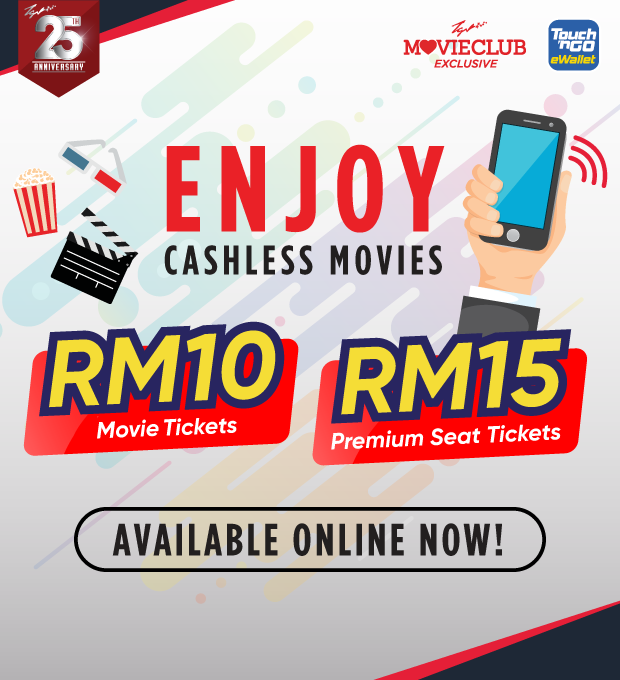 25TH
ANNIVERSARY
MOVIECLUB
EXCLUSIVE
Touch
'nGO
eWallet
ENJOY
CASHLESS MOVIES
RM10
Movie Tickets
RM15
Premium Seat Tickets
AVAILABLE ONLINE NOW!